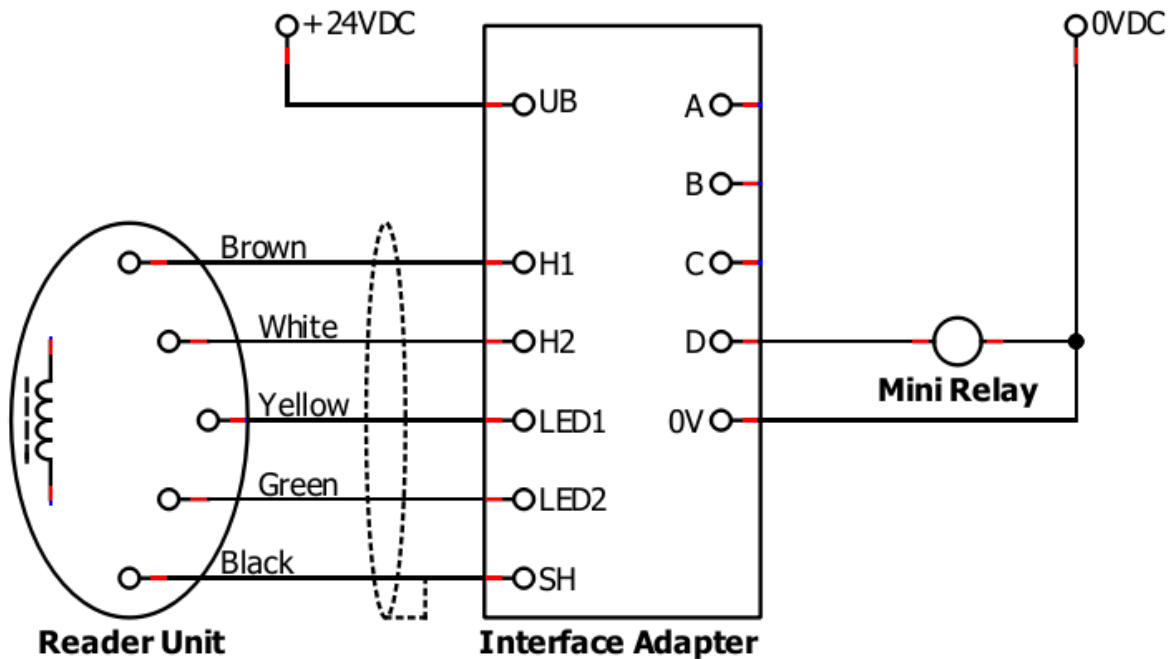 +24VDC
0VDC
UB
A
B
Brown
H1
C
White
H2
D
Mini Relay
Yellow
LED1
0V
Green
LED2
Black
SH
Reader Unit
Interface Adapter